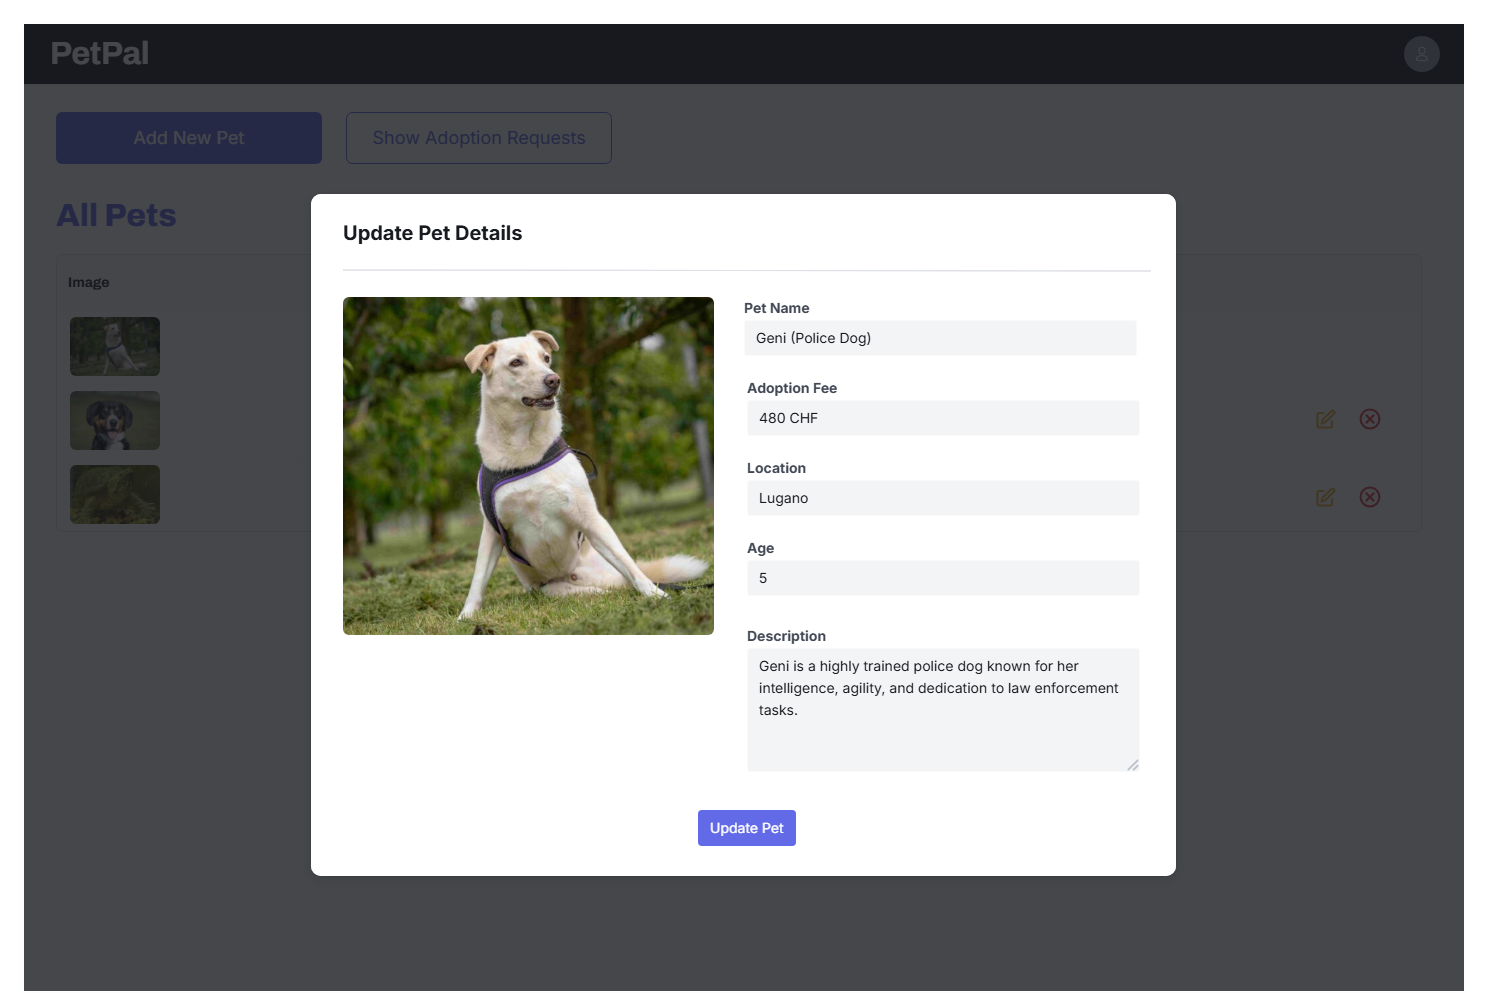 PetPal
Add New Pet
Show Adoption Requests
All Pets
Image
Update Pet Details
Pet Name
Geni (Police Dog)
Adoption Fee
480 CHF
Location
Lugano
Age
5
Description
Geni is a highly trained police dog known for her
intelligence, agility, and dedication to law enforcement
tasks.
Update Pet